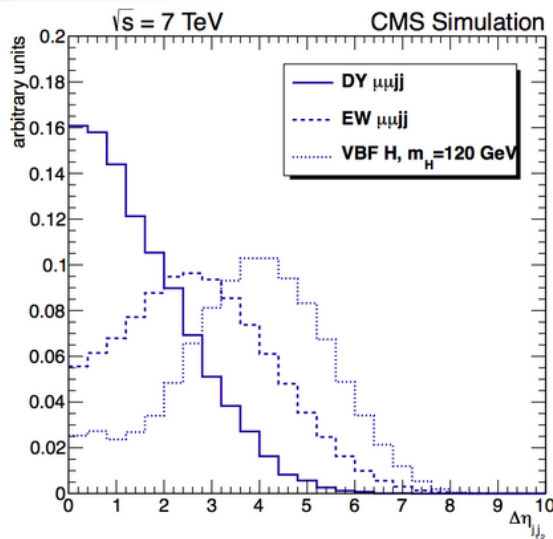 √s = 7 TeV CMS Simulation
arbitrary units
0.2
0.18
0.16
0.14
0.12
0.1
0.08
0.06
0.04
0.02
0
DY μμjj
EW μμjj
VBF H, m_H=120 GeV
0 1 2 3 4 5 6 7 8 9 10
Δη_jj